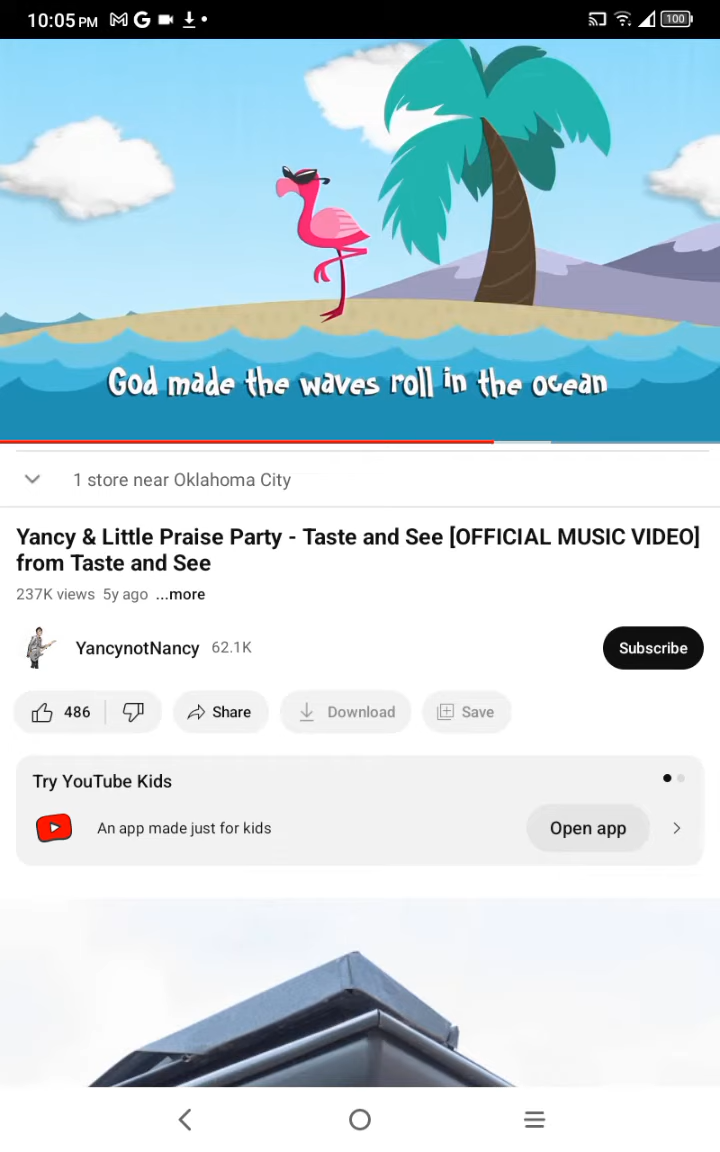 10:05 PM
100
God made the waves roll in the ocean
1 store near Oklahoma City
Yancy & Little Praise Party - Taste and See [OFFICIAL MUSIC VIDEO]
from Taste and See
237K views 5y ago ...more
YancynotNancy 62.1K
Subscribe
486
Share
Download
Save
Try YouTube Kids
An app made just for kids
Open app